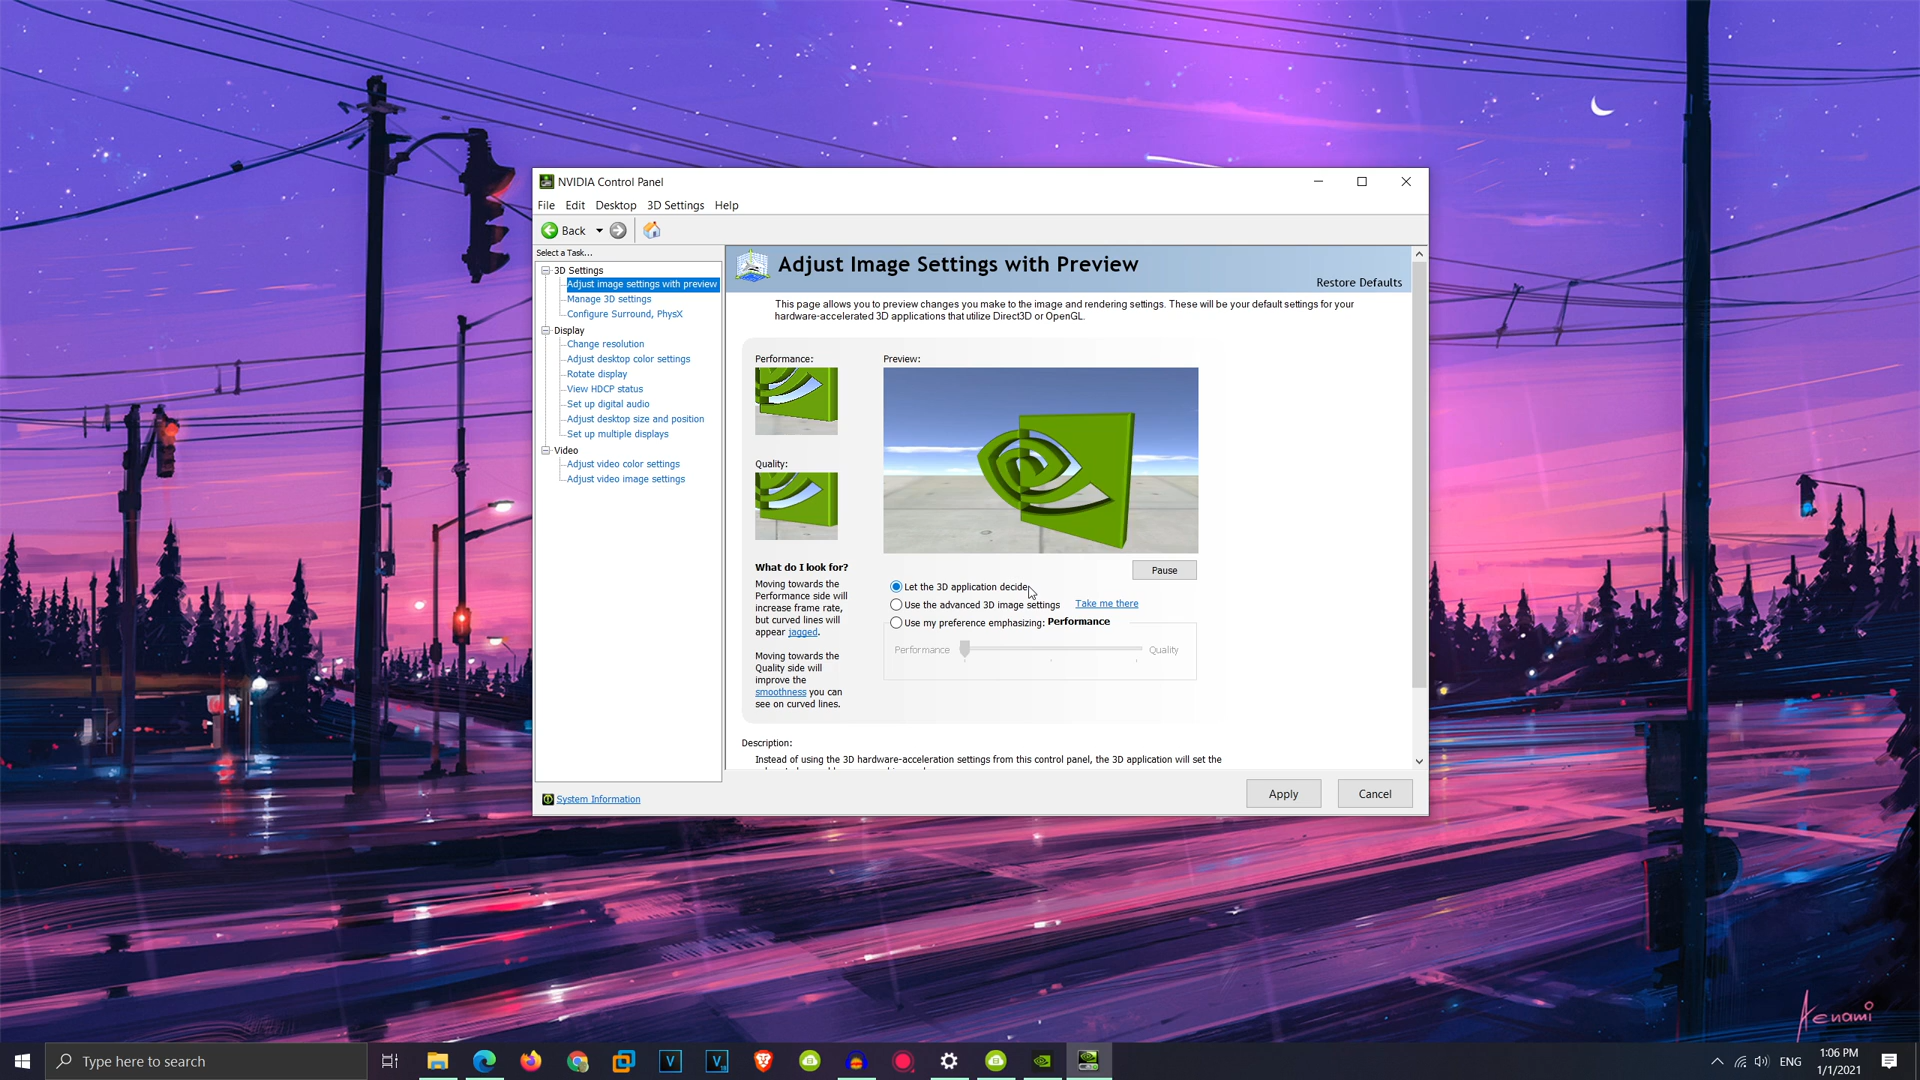 NVIDIA Control Panel
File Edit Desktop 3D Settings Help
Back
Select a Task...
3D Settings
Adjust image settings with preview
Manage 3D settings
Configure Surround, PhysX
Display
Change resolution
Adjust desktop color settings
Rotate display
View HDCP status
Set up digital audio
Adjust desktop size and position
Set up multiple displays
Video
Adjust video color settings
Adjust video image settings
System Information
Adjust Image Settings with Preview
Restore Defaults
This page allows you to preview changes you make to the image and rendering settings. These will be your default settings for your
hardware-accelerated 3D applications that utilize Direct3D or OpenGL.
Performance:
Preview:
Quality:
What do I look for?
Moving towards the
Performance side will
increase frame rate,
but curved lines will
appear jagged.
Moving towards the
Quality side will
improve the
smoothness you can
see on curved lines.
Pause
Let the 3D application decide
Use the advanced 3D image settings Take me there
Use my preference emphasizing: Performance
Performance Quality
Description:
Instead of using the 3D hardware-acceleration settings from this control panel, the 3D application will set the
Apply Cancel
Kenami
Type here to search
V
V
ENG
1:06 PM
1/1/2021